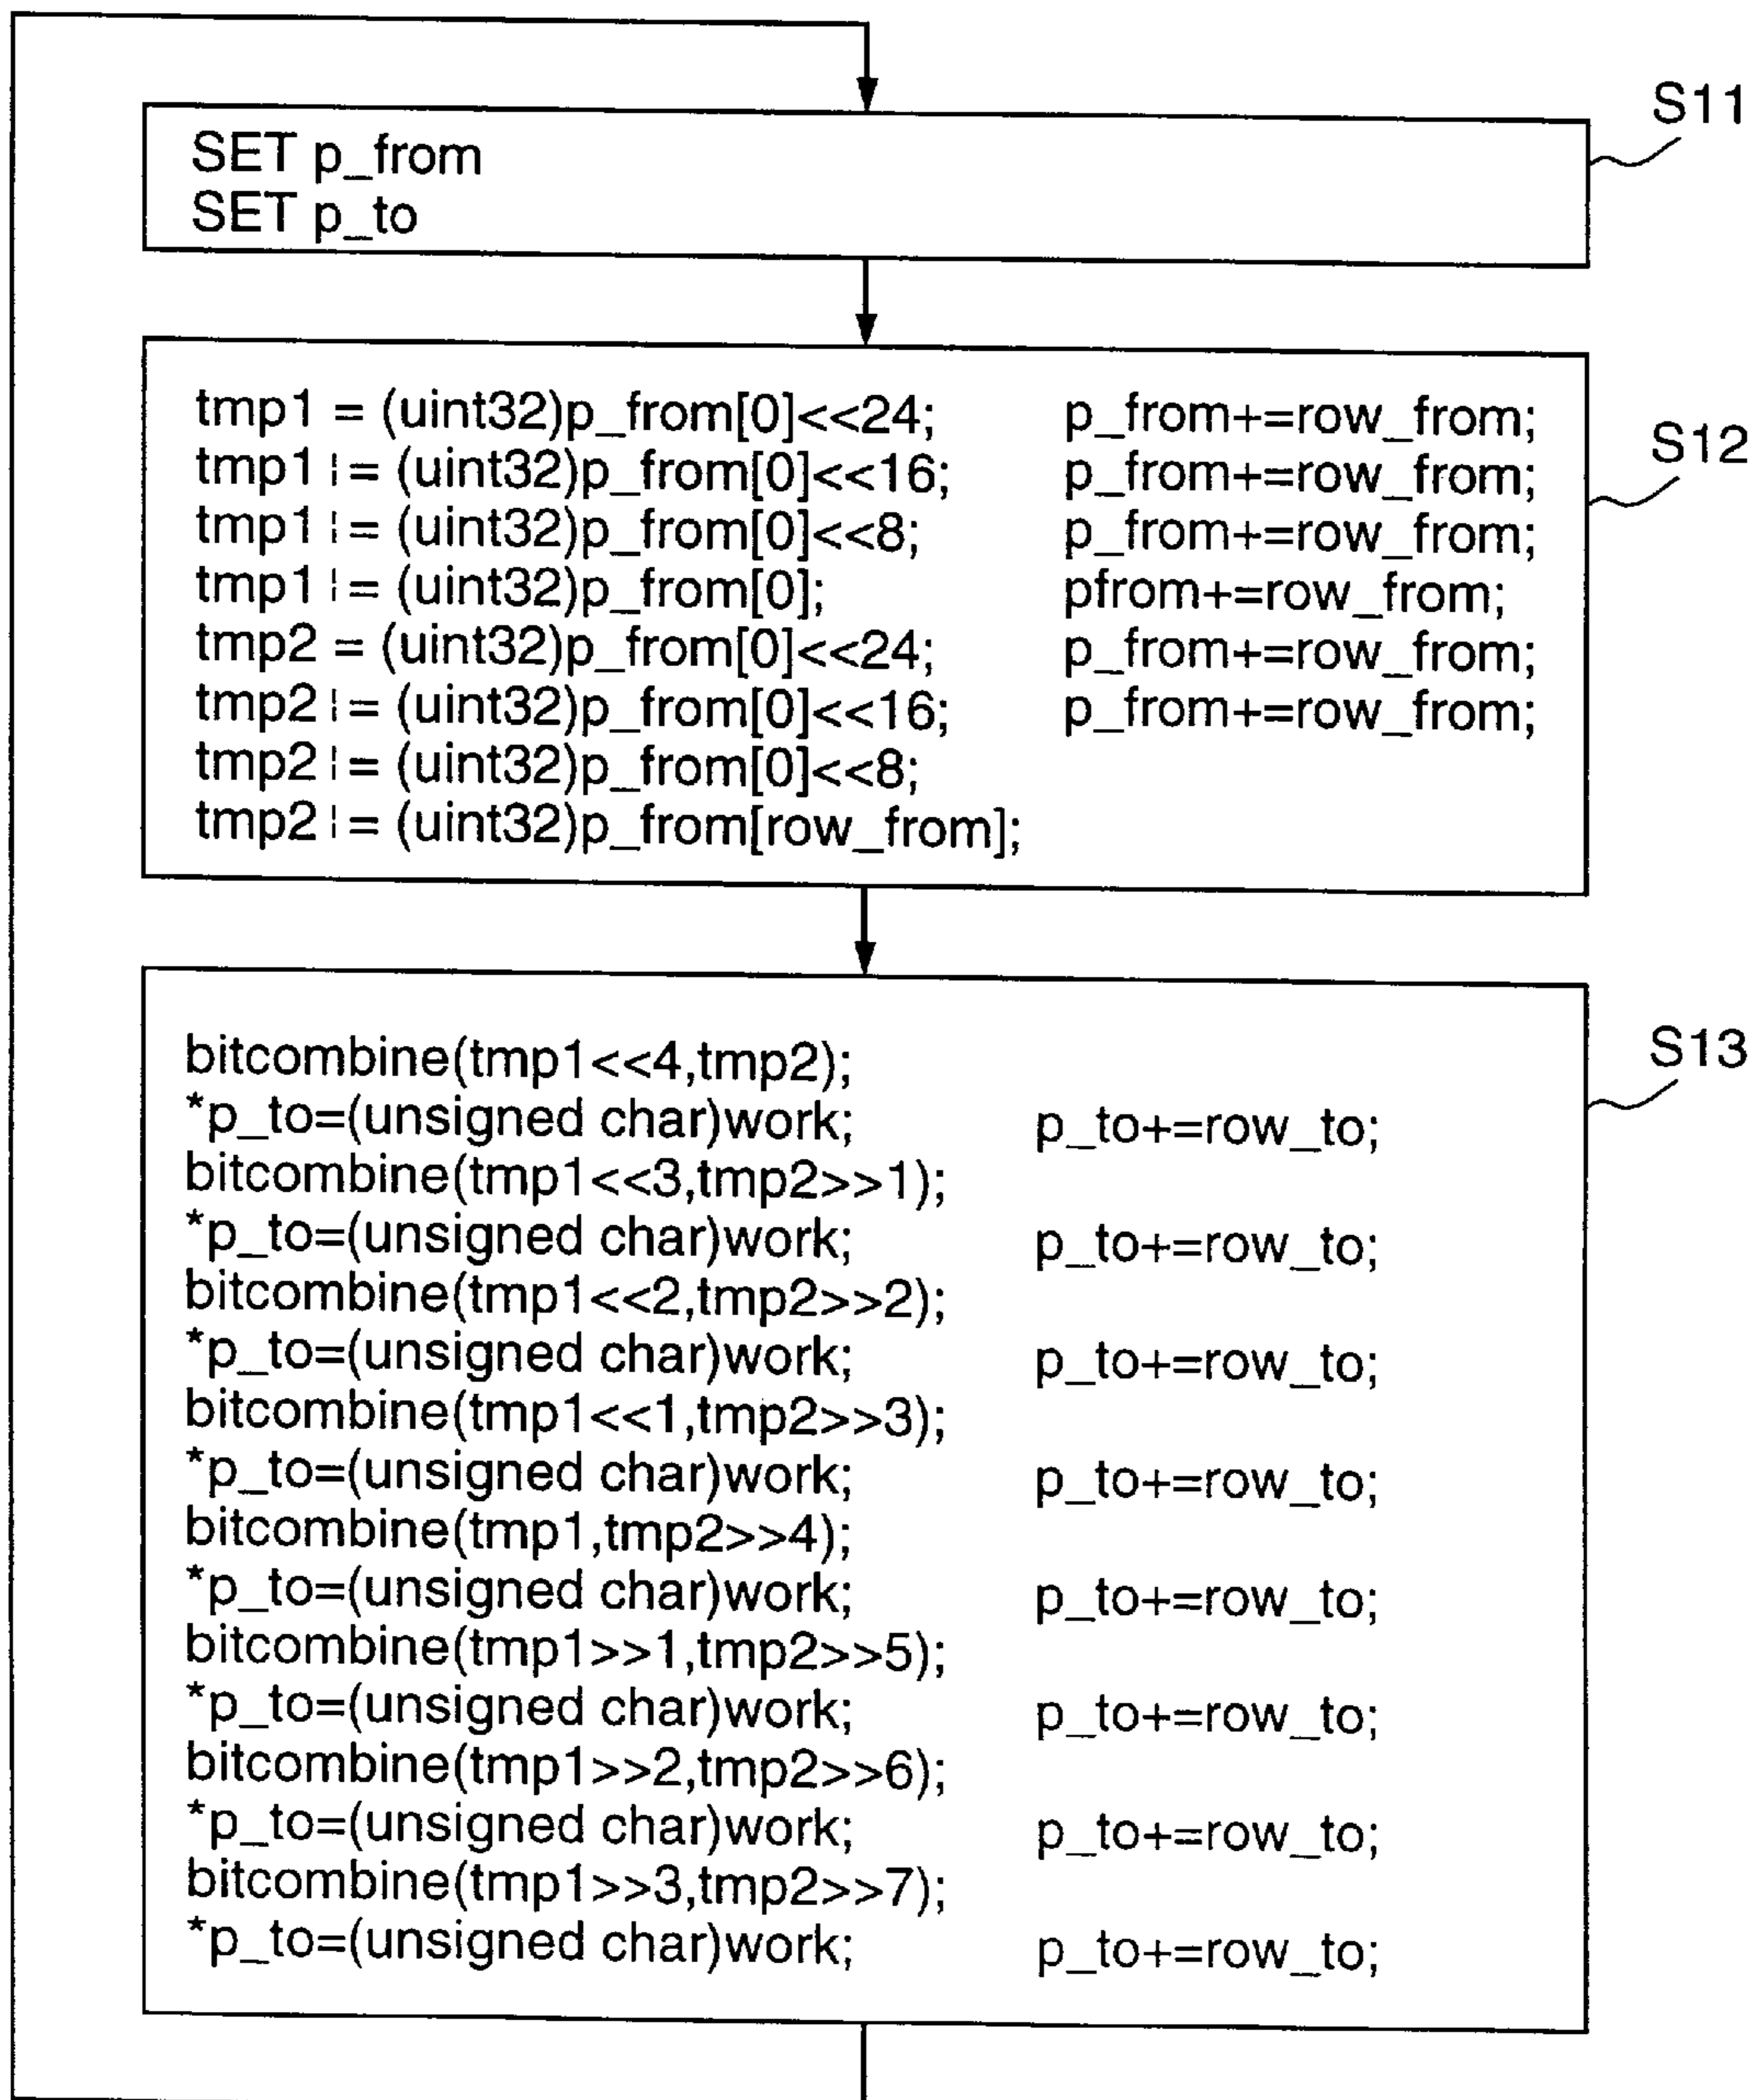 S11
SET p_from
SET p_to
S12
tmp1 = (uint32)p_from[0]<<24; p_from+=row_from;
tmp1 ¦= (uint32)p_from[0]<<16; p_from+=row_from;
tmp1 ¦= (uint32)p_from[0]<<8; p_from+=row_from;
tmp1 ¦= (uint32)p_from[0]; pfrom+=row_from;
tmp2 = (uint32)p_from[0]<<24; p_from+=row_from;
tmp2 ¦= (uint32)p_from[0]<<16; p_from+=row_from;
tmp2 ¦= (uint32)p_from[0]<<8;
tmp2 ¦= (uint32)p_from[row_from];
S13
bitcombine(tmp1<<4,tmp2);
*p_to=(unsigned char)work; p_to+=row_to;
bitcombine(tmp1<<3,tmp2>>1);
*p_to=(unsigned char)work; p_to+=row_to;
bitcombine(tmp1<<2,tmp2>>2);
*p_to=(unsigned char)work; p_to+=row_to;
bitcombine(tmp1<<1,tmp2>>3);
*p_to=(unsigned char)work; p_to+=row_to;
bitcombine(tmp1,tmp2>>4);
*p_to=(unsigned char)work; p_to+=row_to;
bitcombine(tmp1>>1,tmp2>>5);
*p_to=(unsigned char)work; p_to+=row_to;
bitcombine(tmp1>>2,tmp2>>6);
*p_to=(unsigned char)work; p_to+=row_to;
bitcombine(tmp1>>3,tmp2>>7);
*p_to=(unsigned char)work; p_to+=row_to;